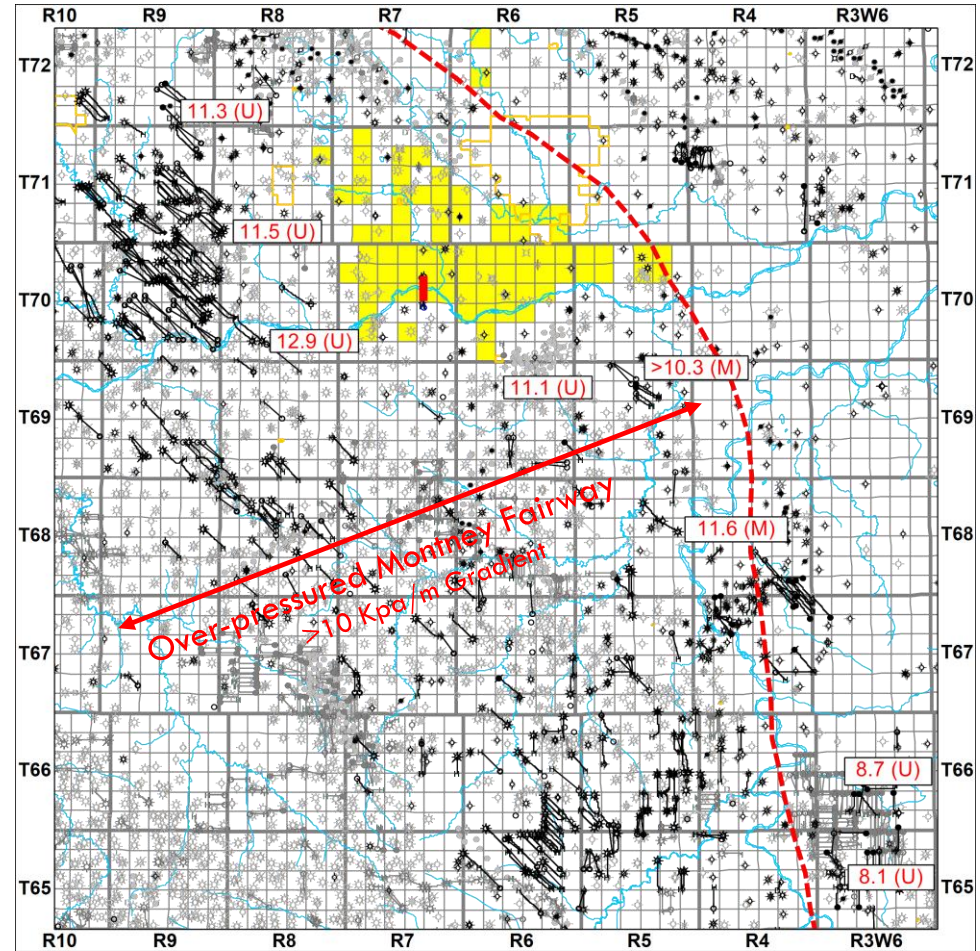 R10 R9 R8 R7 R6 R5 R4 R3W6
T72 T72
11.3 (U)
T71 T71
11.5 (U)
T70 T70
12.9 (U)
>10.3 (M)
11.1 (U)
T69 T69
T68 T68
11.6 (M)
Over-pressured Montney Fairway
>10 Kpa/m Gradient
T67 T67
T66 T66
8.7 (U)
T65 T65
8.1 (U)
R10 R9 R8 R7 R6 R5 R4 R3W6